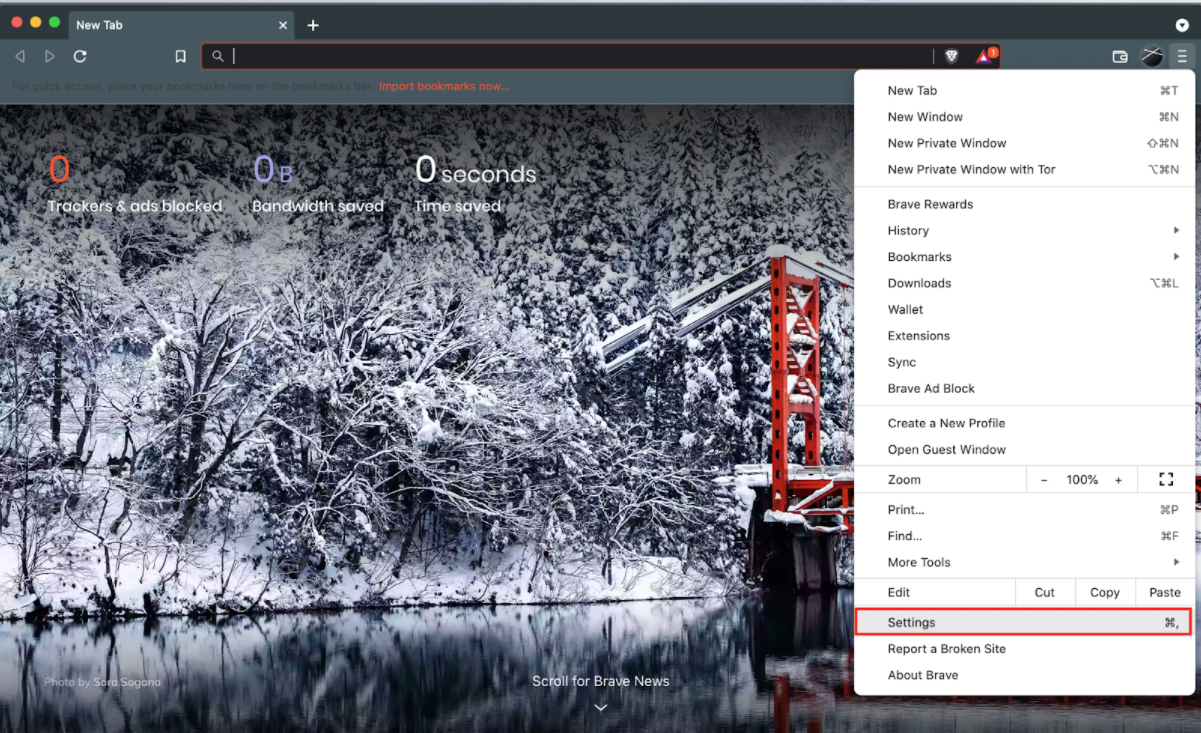 New Tab
For quick access, place your bookmarks here on the bookmarks bar. Import bookmarks now...
1
0
Trackers & ads blocked
0 B
Bandwidth saved
0 seconds
Time saved
New Tab ⌘T
New Window ⌘N
New Private Window ⇧⌘N
New Private Window with Tor ⌥⌘N
Brave Rewards
History
Bookmarks
Downloads ⌥⌘L
Wallet
Extensions
Sync
Brave Ad Block
Create a New Profile
Open Guest Window
Zoom - 100% +
Print... ⌘P
Find... ⌘F
More Tools
Edit Cut Copy Paste
Settings ⌘,
Report a Broken Site
About Brave
Photo by Sora Sagano
Scroll for Brave News